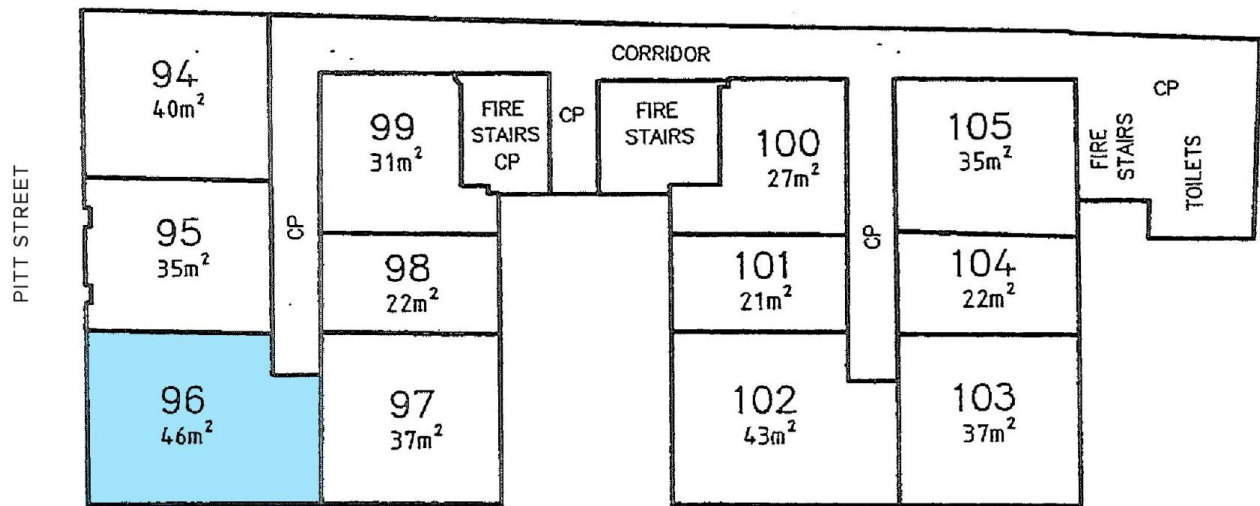 PITT STREET
94
40m²
95
35m²
96
46m²
CP
CORRIDOR
99
31m²
98
22m²
97
37m²
FIRE
STAIRS
CP
CP
FIRE
STAIRS
100
27m²
101
21m²
102
43m²
CP
105
35m²
104
22m²
103
37m²
FIRE
STAIRS
CP
TOILETS